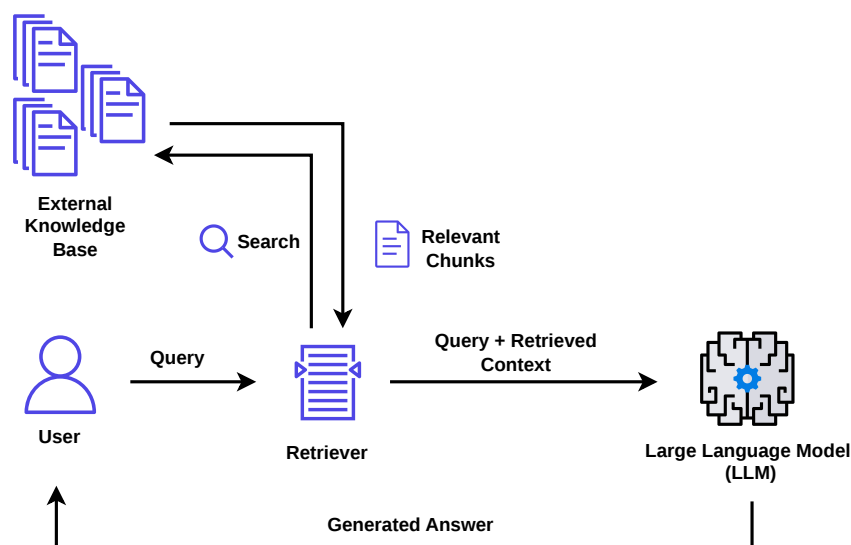 External
Knowledge
Base
Search
Relevant
Chunks
User
Query
Retriever
Query + Retrieved
Context
Large Language Model
(LLM)
Generated Answer